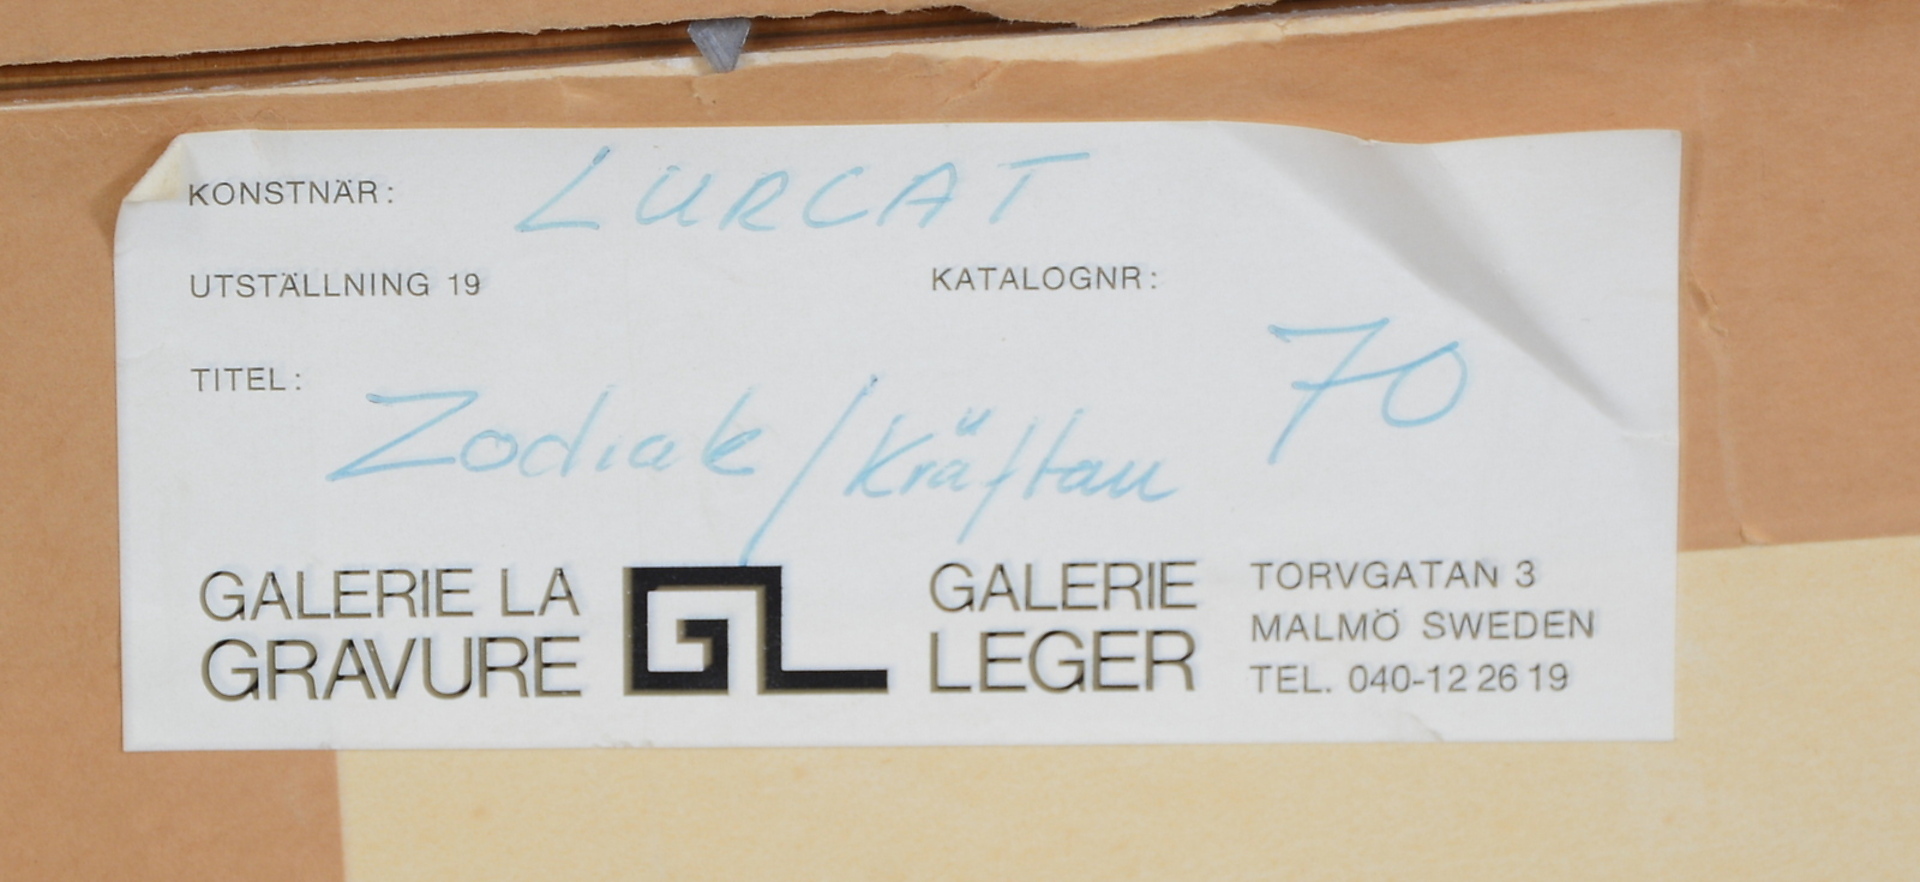 KONSTNÄR: LURCAT
UTSTÄLLNING 19 KATALOGNR: 70
TITEL: Zodiak/Kräftan
GALERIE LA GRAVURE
GL
GALERIE LEGER
TORVGATAN 3
MALMÖ SWEDEN
TEL. 040-12 26 19